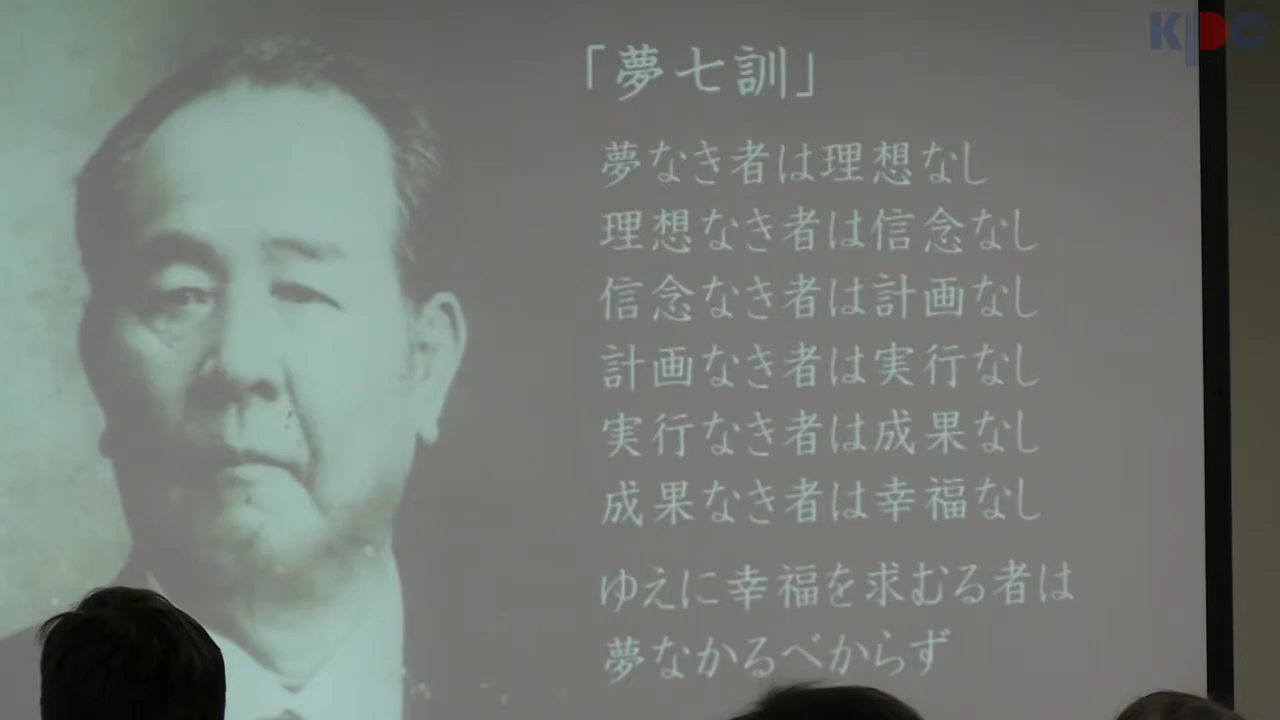 KPC
「夢七訓」
夢なき者は理想なし
理想なき者は信念なし
信念なき者は計画なし
計画なき者は実行なし
実行なき者は成果なし
成果なき者は幸福なし
ゆえに幸福を求むる者は
夢なかるべからず